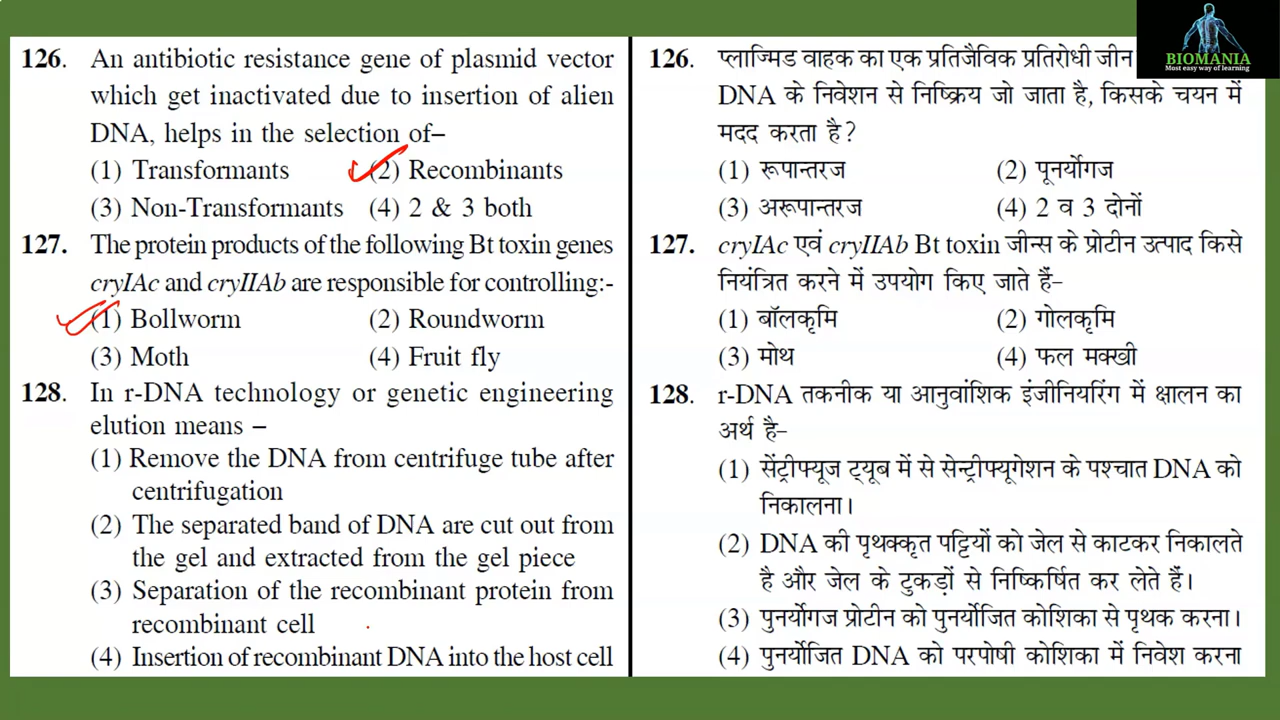 BIOMANIA
Most easy way of learning
126. An antibiotic resistance gene of plasmid vector
which get inactivated due to insertion of alien
DNA, helps in the selection of–
(1) Transformants (2) Recombinants
(3) Non-Transformants (4) 2 & 3 both
127. The protein products of the following Bt toxin genes
cryIAc and cryIIAb are responsible for controlling:-
(1) Bollworm (2) Roundworm
(3) Moth (4) Fruit fly
128. In r-DNA technology or genetic engineering
elution means –
(1) Remove the DNA from centrifuge tube after
centrifugation
(2) The separated band of DNA are cut out from
the gel and extracted from the gel piece
(3) Separation of the recombinant protein from
recombinant cell
(4) Insertion of recombinant DNA into the host cell
126. प्लाज्मिड वाहक का एक प्रतिजैविक प्रतिरोधी जीन
DNA के निवेशन से निष्क्रिय जो जाता है, किसके चयन में
मदद करता है?
(1) रूपान्तरज (2) पूनर्योगज
(3) अरूपान्तरज (4) 2 व 3 दोनों
127. cryIAc एवं cryIIAb Bt toxin जीन्स के प्रोटीन उत्पाद किसे
नियंत्रित करने में उपयोग किए जाते हैं-
(1) बॉलकृमि (2) गोलकृमि
(3) मोथ (4) फल मक्खी
128. r-DNA तकनीक या आनुवांशिक इंजीनियरिंग में क्षालन का
अर्थ है-
(1) सेंट्रीफ्यूज ट्यूब में से सेन्ट्रीफ्यूगेशन के पश्चात DNA को
निकालना।
(2) DNA की पृथक्कृत पट्टियों को जेल से काटकर निकालते
है और जेल के टुकड़ों से निष्कर्षित कर लेते हैं।
(3) पुनर्योगज प्रोटीन को पुनर्योजित कोशिका से पृथक करना।
(4) पुनर्योजित DNA को परपोषी कोशिका में निवेश करना